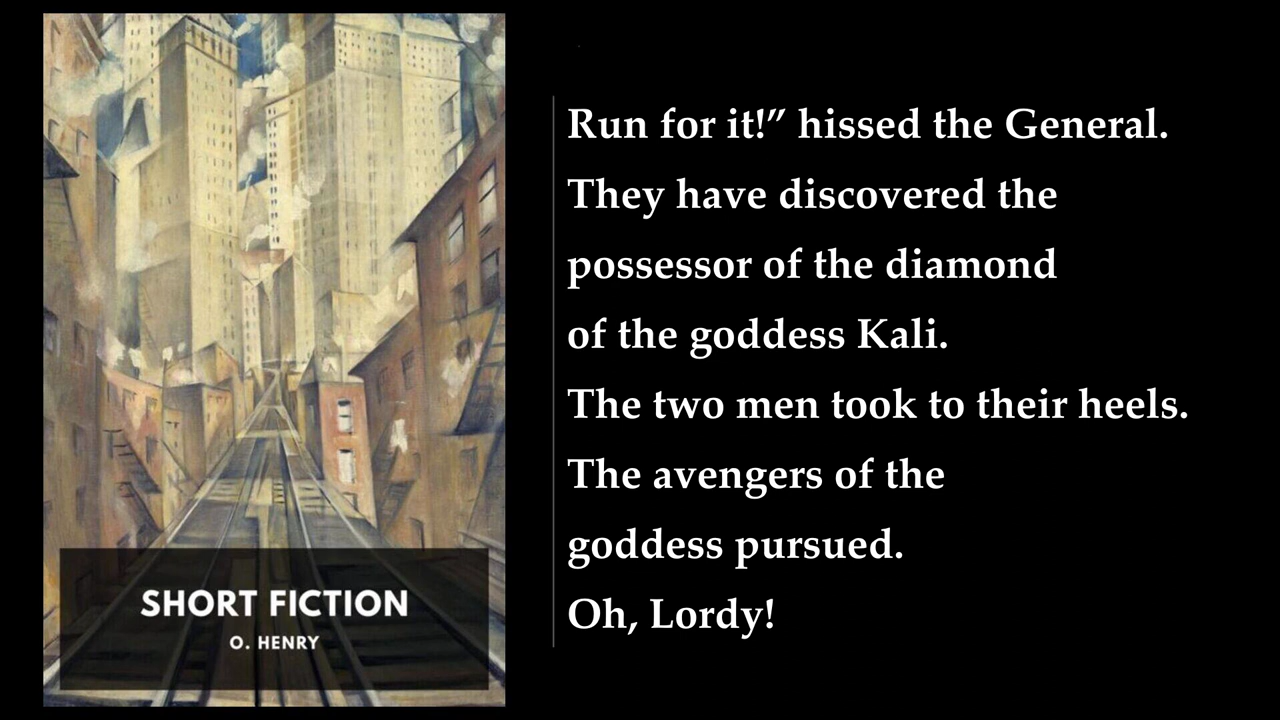 SHORT FICTION
O. HENRY
Run for it!” hissed the General.
They have discovered the
possessor of the diamond
of the goddess Kali.
The two men took to their heels.
The avengers of the
goddess pursued.
Oh, Lordy!